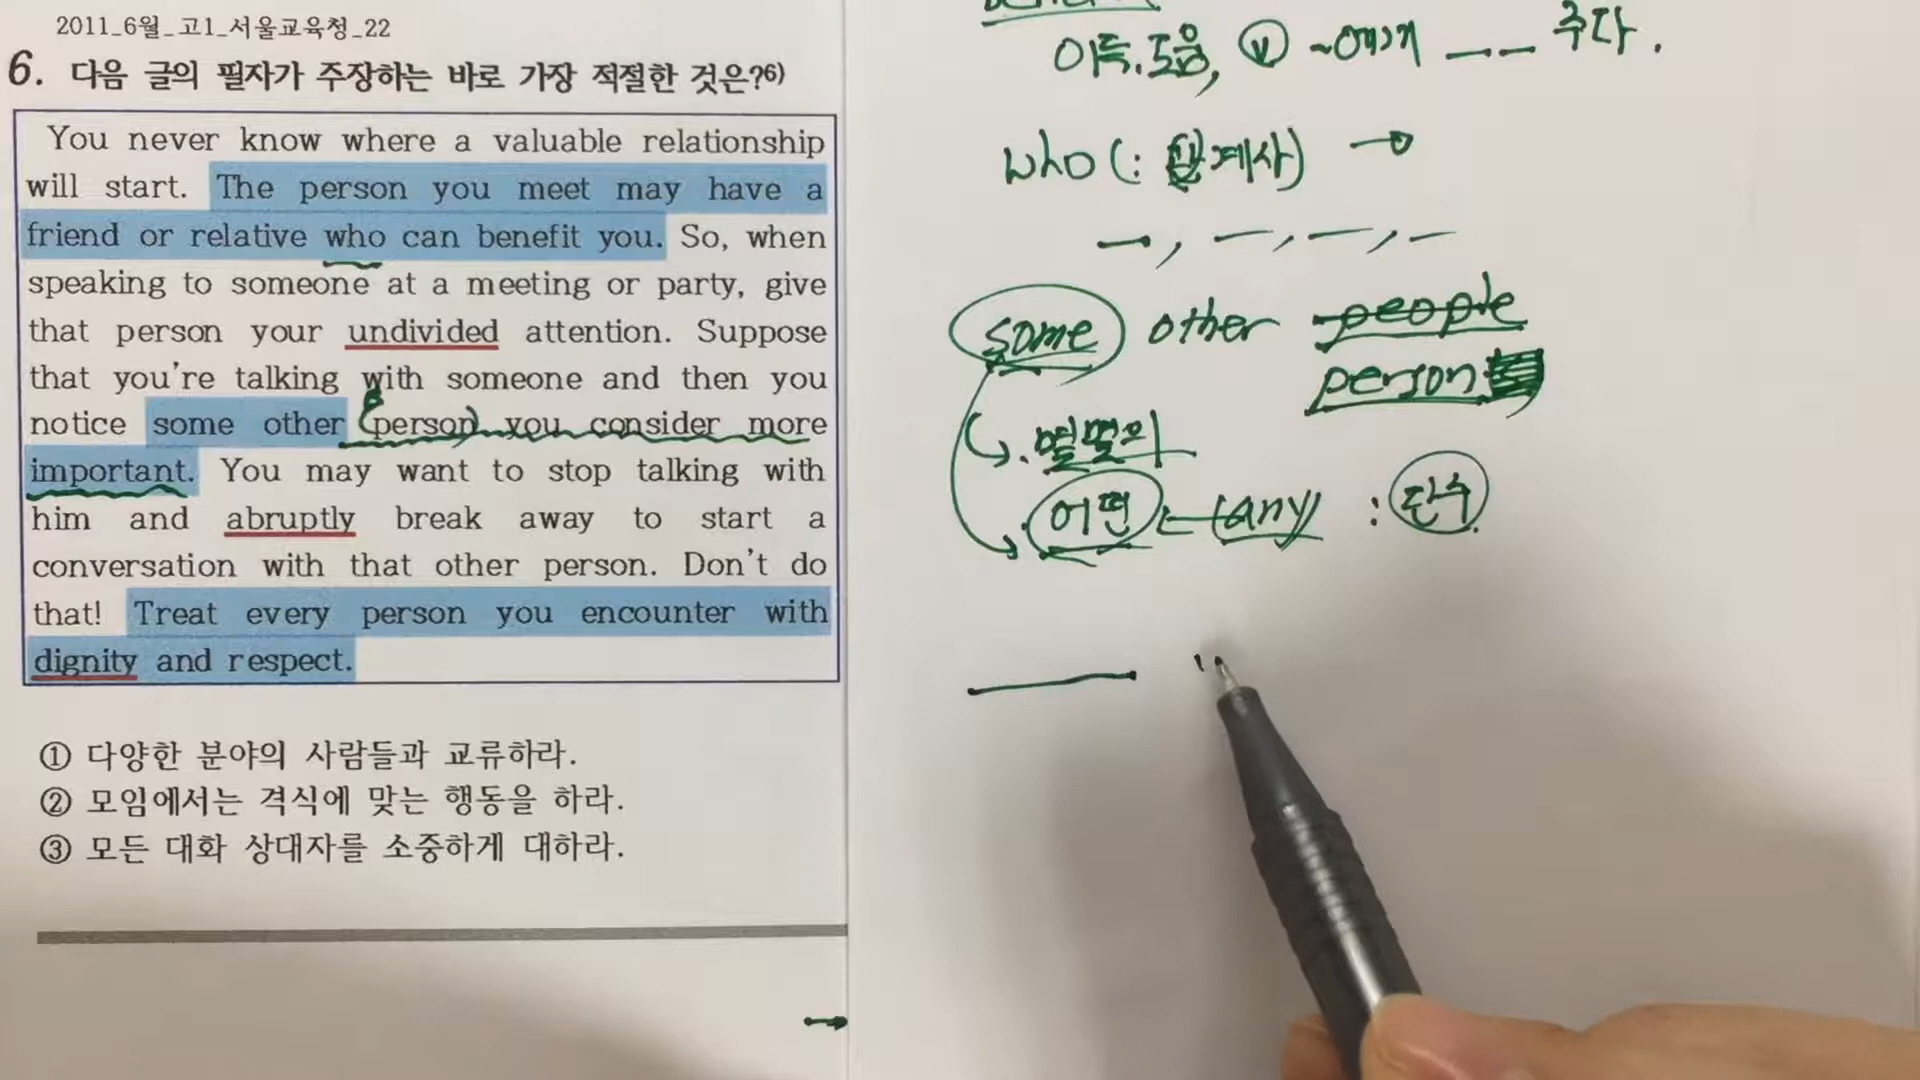 2011_6월_고1_서울교육청_22
6. 다음 글의 필자가 주장하는 바로 가장 적절한 것은?6)
You never know where a valuable relationship
will start. The person you meet may have a
friend or relative who can benefit you. So, when
speaking to someone at a meeting or party, give
that person your undivided attention. Suppose
that you're talking with someone and then you
notice some other person you consider more
important. You may want to stop talking with
him and abruptly break away to start a
conversation with that other person. Don't do
that! Treat every person you encounter with
dignity and respect.
① 다양한 분야의 사람들과 교류하라.
② 모임에서는 격식에 맞는 행동을 하라.
③ 모든 대화 상대자를 소중하게 대하라.
이득.도움, ⓥ ~에게 __ 주다.
who (: 관계사) →
some other people
person
몇몇의
어떤 ← (any) : 단수